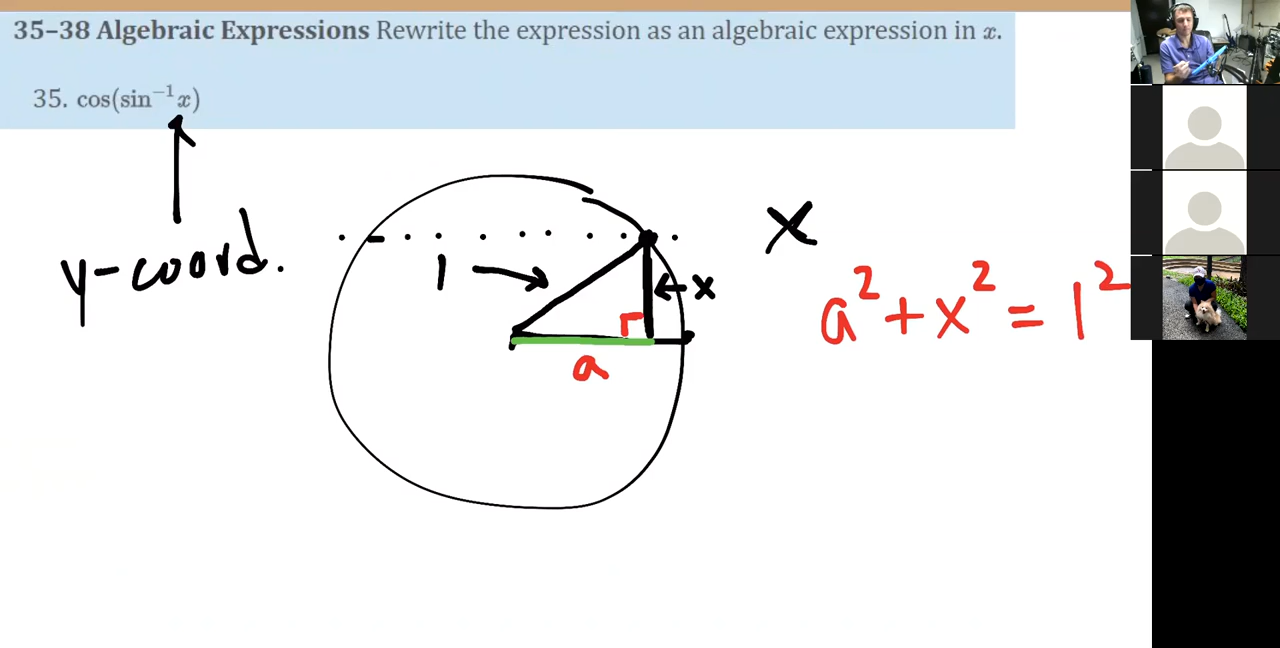 35–38 Algebraic Expressions Rewrite the expression as an algebraic expression in x.
35. cos(sin⁻¹x)
y-coord.
1
x
X
a² + x² = 1²
a